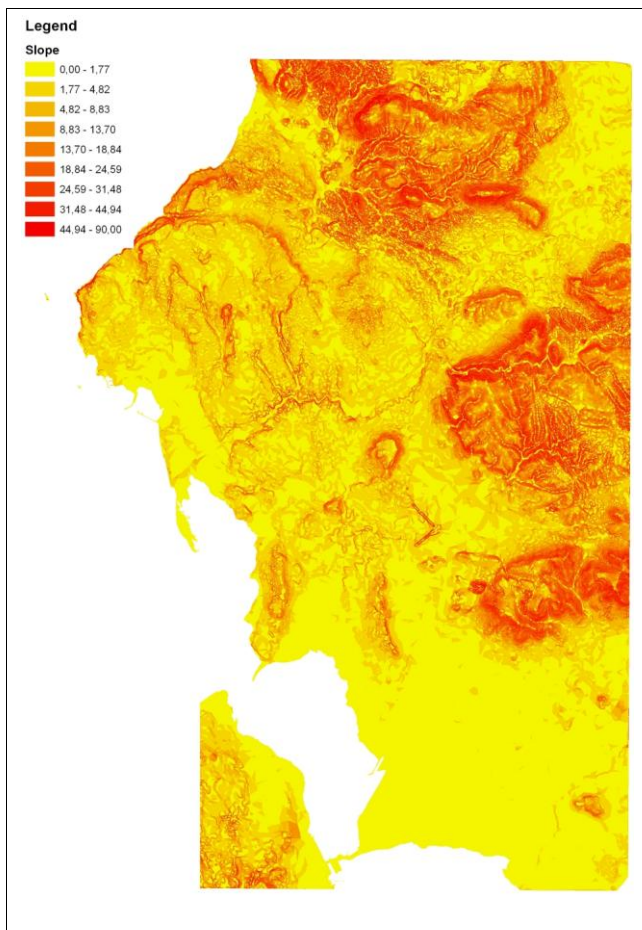 Legend
Slope
0,00 - 1,77
1,77 - 4,82
4,82 - 8,83
8,83 - 13,70
13,70 - 18,84
18,84 - 24,59
24,59 - 31,48
31,48 - 44,94
44,94 - 90,00